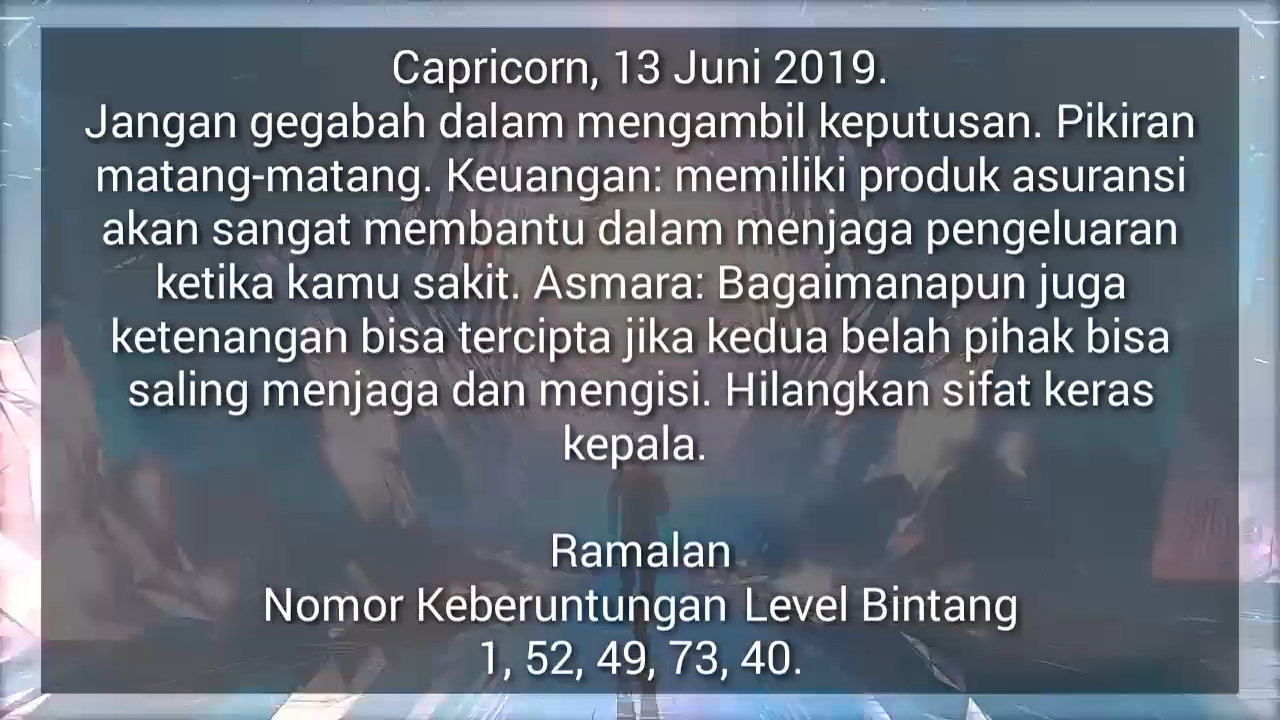 Capricorn, 13 Juni 2019.
Jangan gegabah dalam mengambil keputusan. Pikiran
matang-matang. Keuangan: memiliki produk asuransi
akan sangat membantu dalam menjaga pengeluaran
ketika kamu sakit. Asmara: Bagaimanapun juga
ketenangan bisa tercipta jika kedua belah pihak bisa
saling menjaga dan mengisi. Hilangkan sifat keras
kepala.
Ramalan
Nomor Keberuntungan Level Bintang
1, 52, 49, 73, 40.